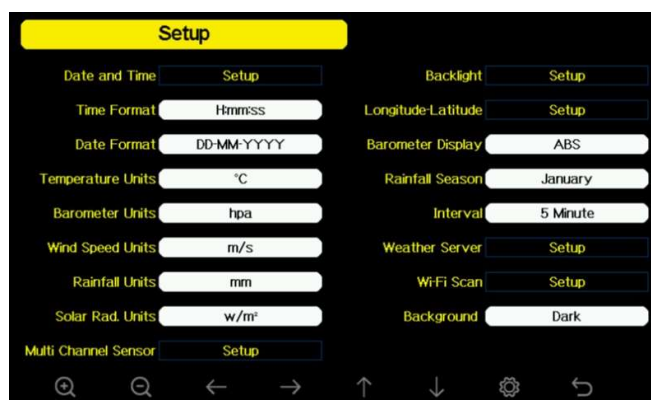 Setup
Date and Time Setup
Time Format H:mm:ss
Date Format DD-MM-YYYY
Temperature Units °C
Barometer Units hpa
Wind Speed Units m/s
Rainfall Units mm
Solar Rad. Units w/m²
Multi Channel Sensor Setup
Backlight Setup
Longitude-Latitude Setup
Barometer Display ABS
Rainfall Season January
Interval 5 Minute
Weather Server Setup
Wi-Fi Scan Setup
Background Dark